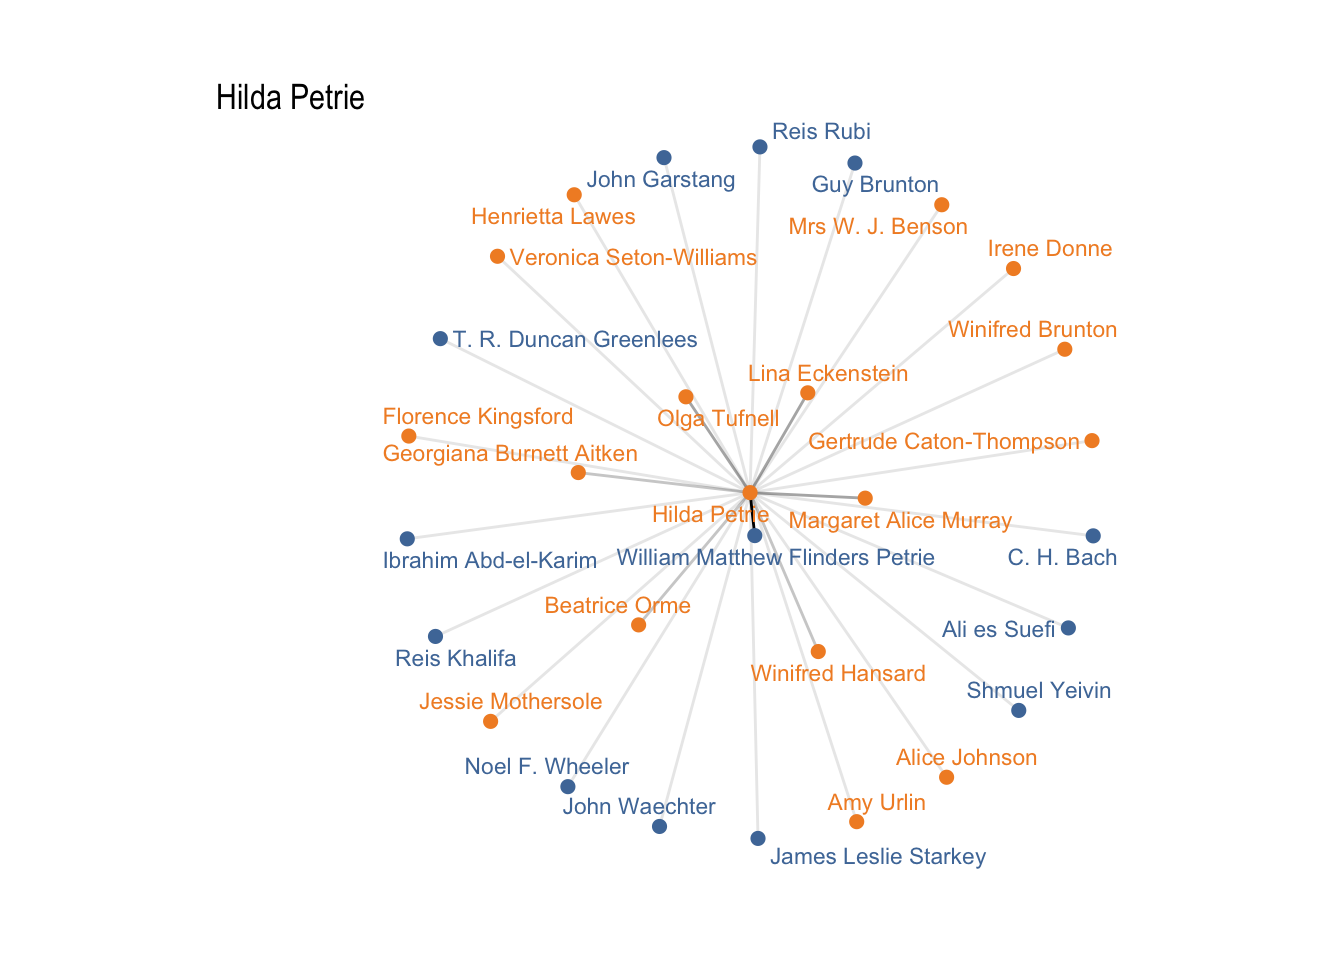 Hilda Petrie
Reis Rubi
John Garstang
Guy Brunton
Henrietta Lawes
Mrs W. J. Benson
Irene Donne
Veronica Seton-Williams
Winifred Brunton
T. R. Duncan Greenlees
Lina Eckenstein
Florence Kingsford
Olga Tufnell
Gertrude Caton-Thompson
Georgiana Burnett Aitken
Hilda Petrie
Margaret Alice Murray
William Matthew Flinders Petrie
C. H. Bach
Ibrahim Abd-el-Karim
Beatrice Orme
Ali es Suefi
Reis Khalifa
Winifred Hansard
Shmuel Yeivin
Jessie Mothersole
Alice Johnson
Noel F. Wheeler
Amy Urlin
John Waechter
James Leslie Starkey